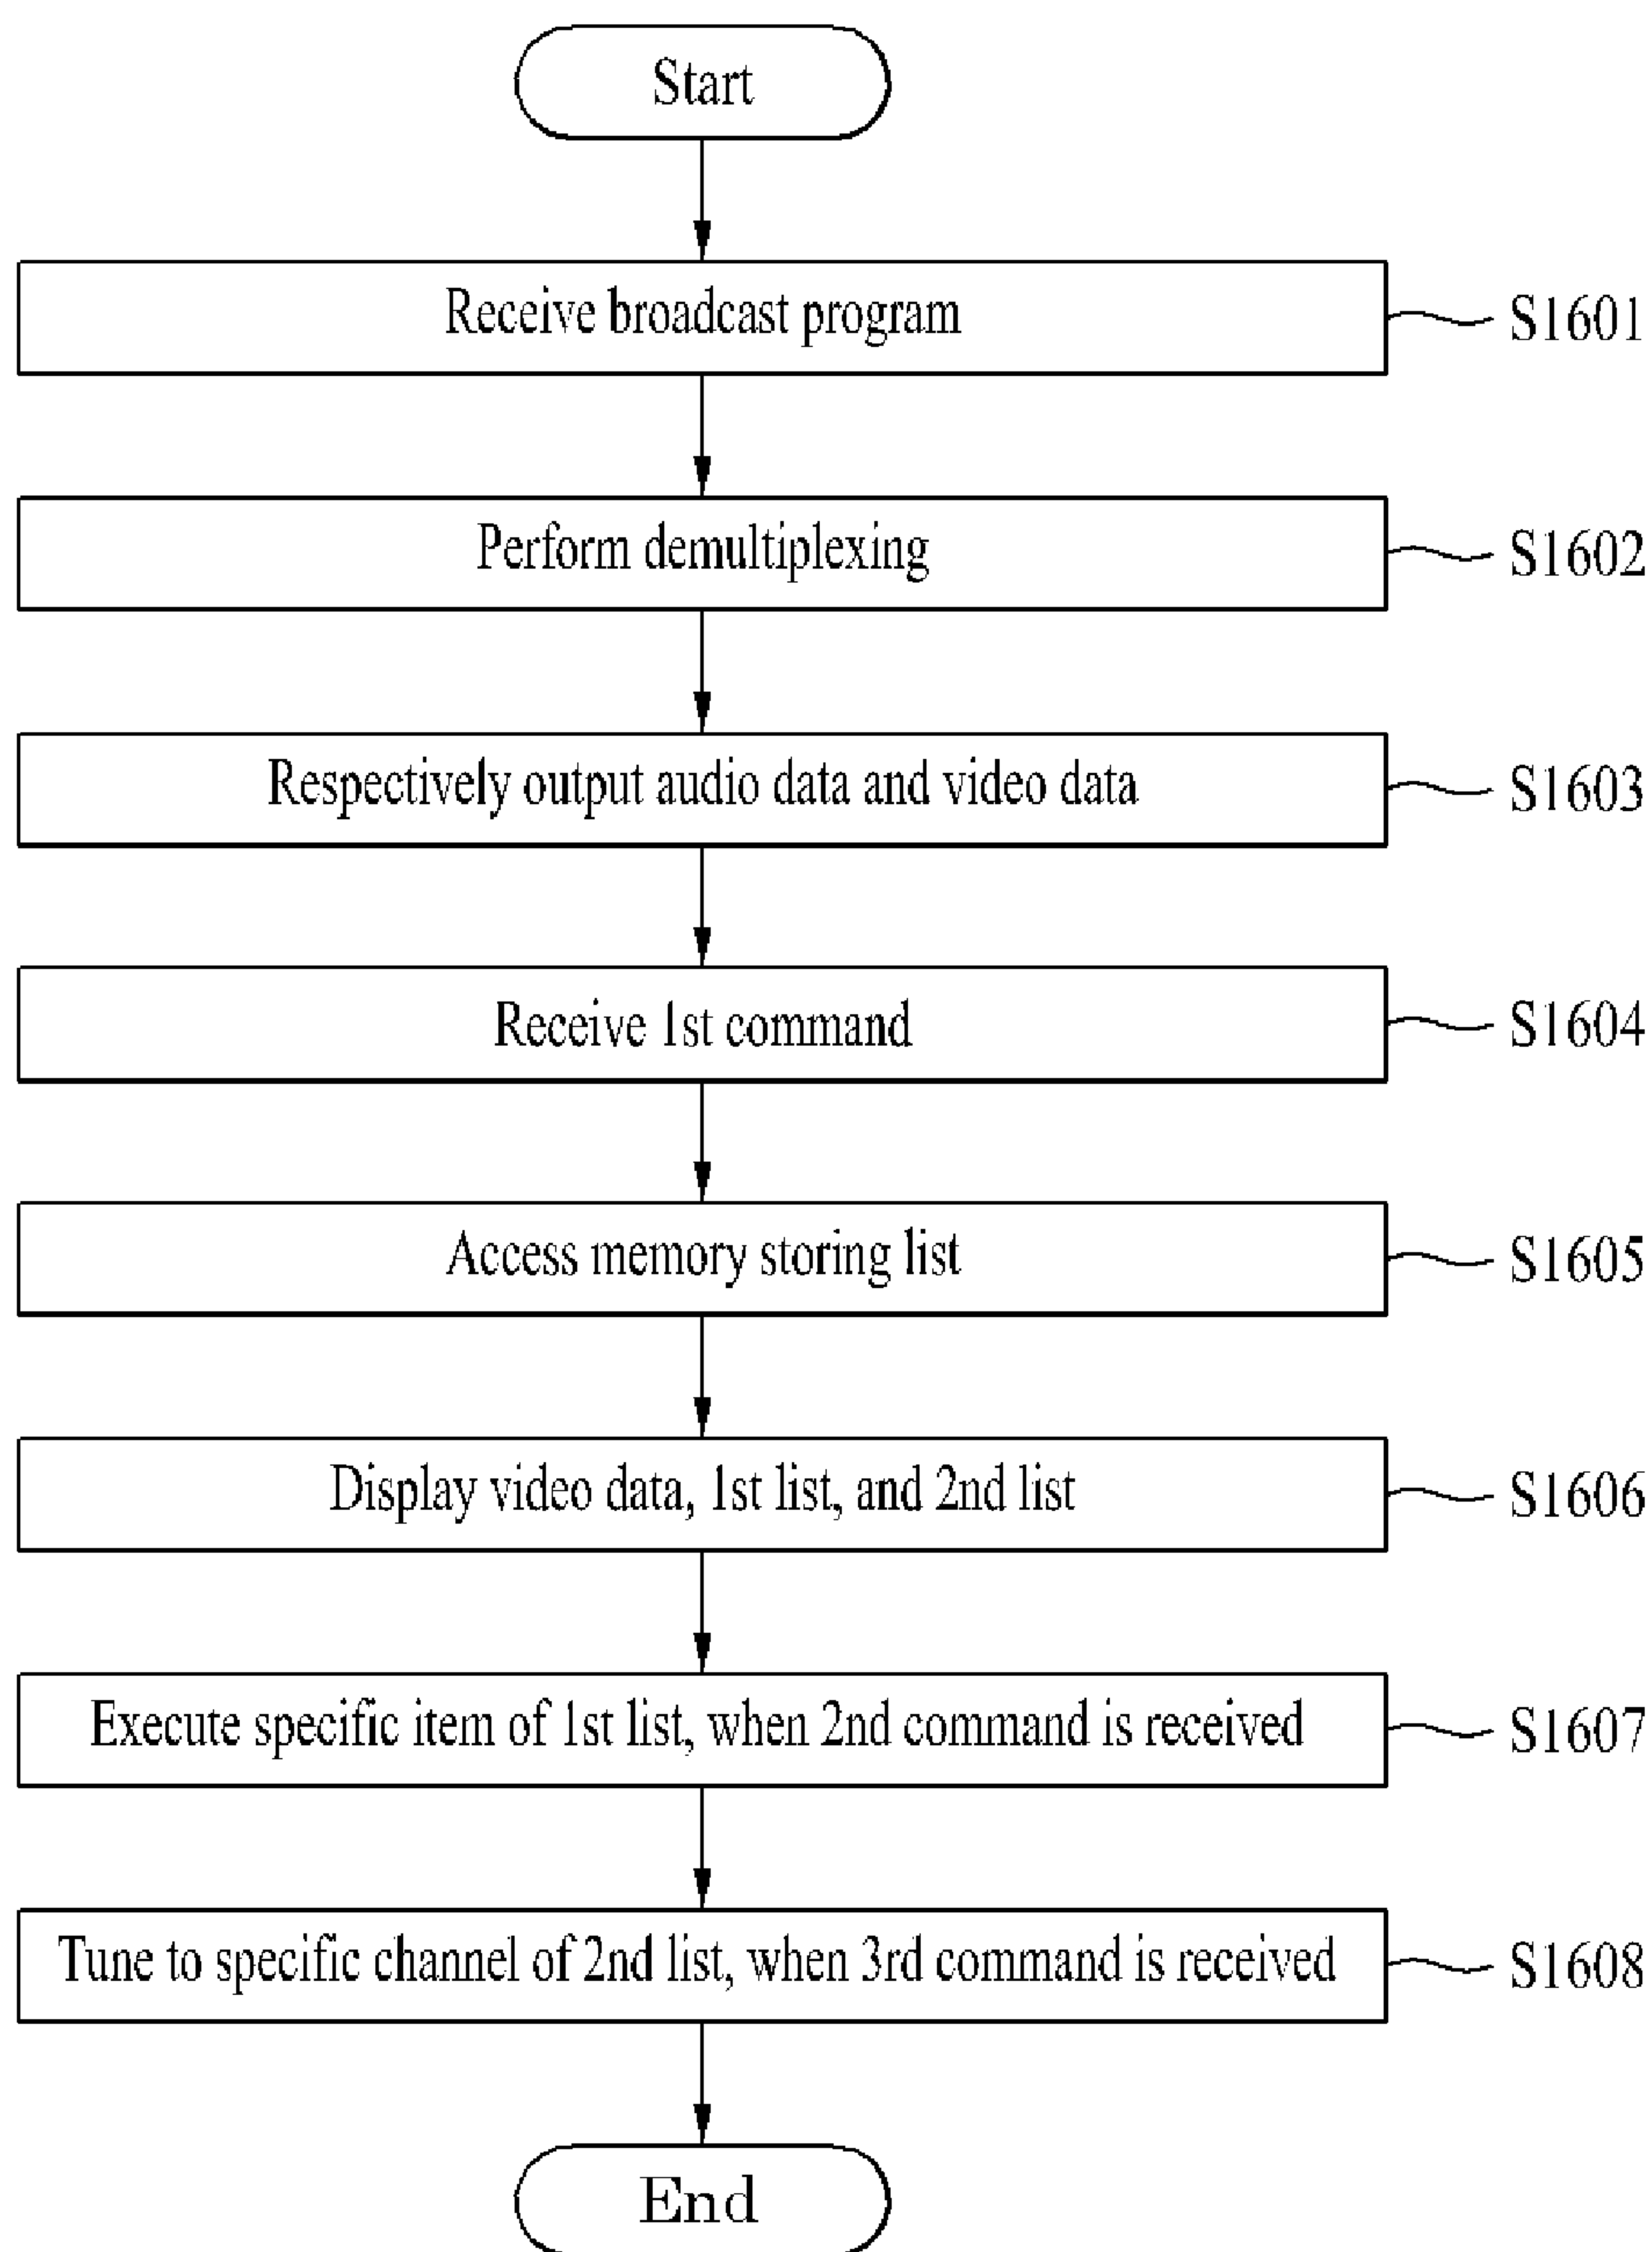 Start
Receive broadcast program
S1601
Perform demultiplexing
S1602
Respectively output audio data and video data
S1603
Receive 1st command
S1604
Access memory storing list
S1605
Display video data, 1st list, and 2nd list
S1606
Execute specific item of 1st list, when 2nd command is received
S1607
Tune to specific channel of 2nd list, when 3rd command is received
S1608
End